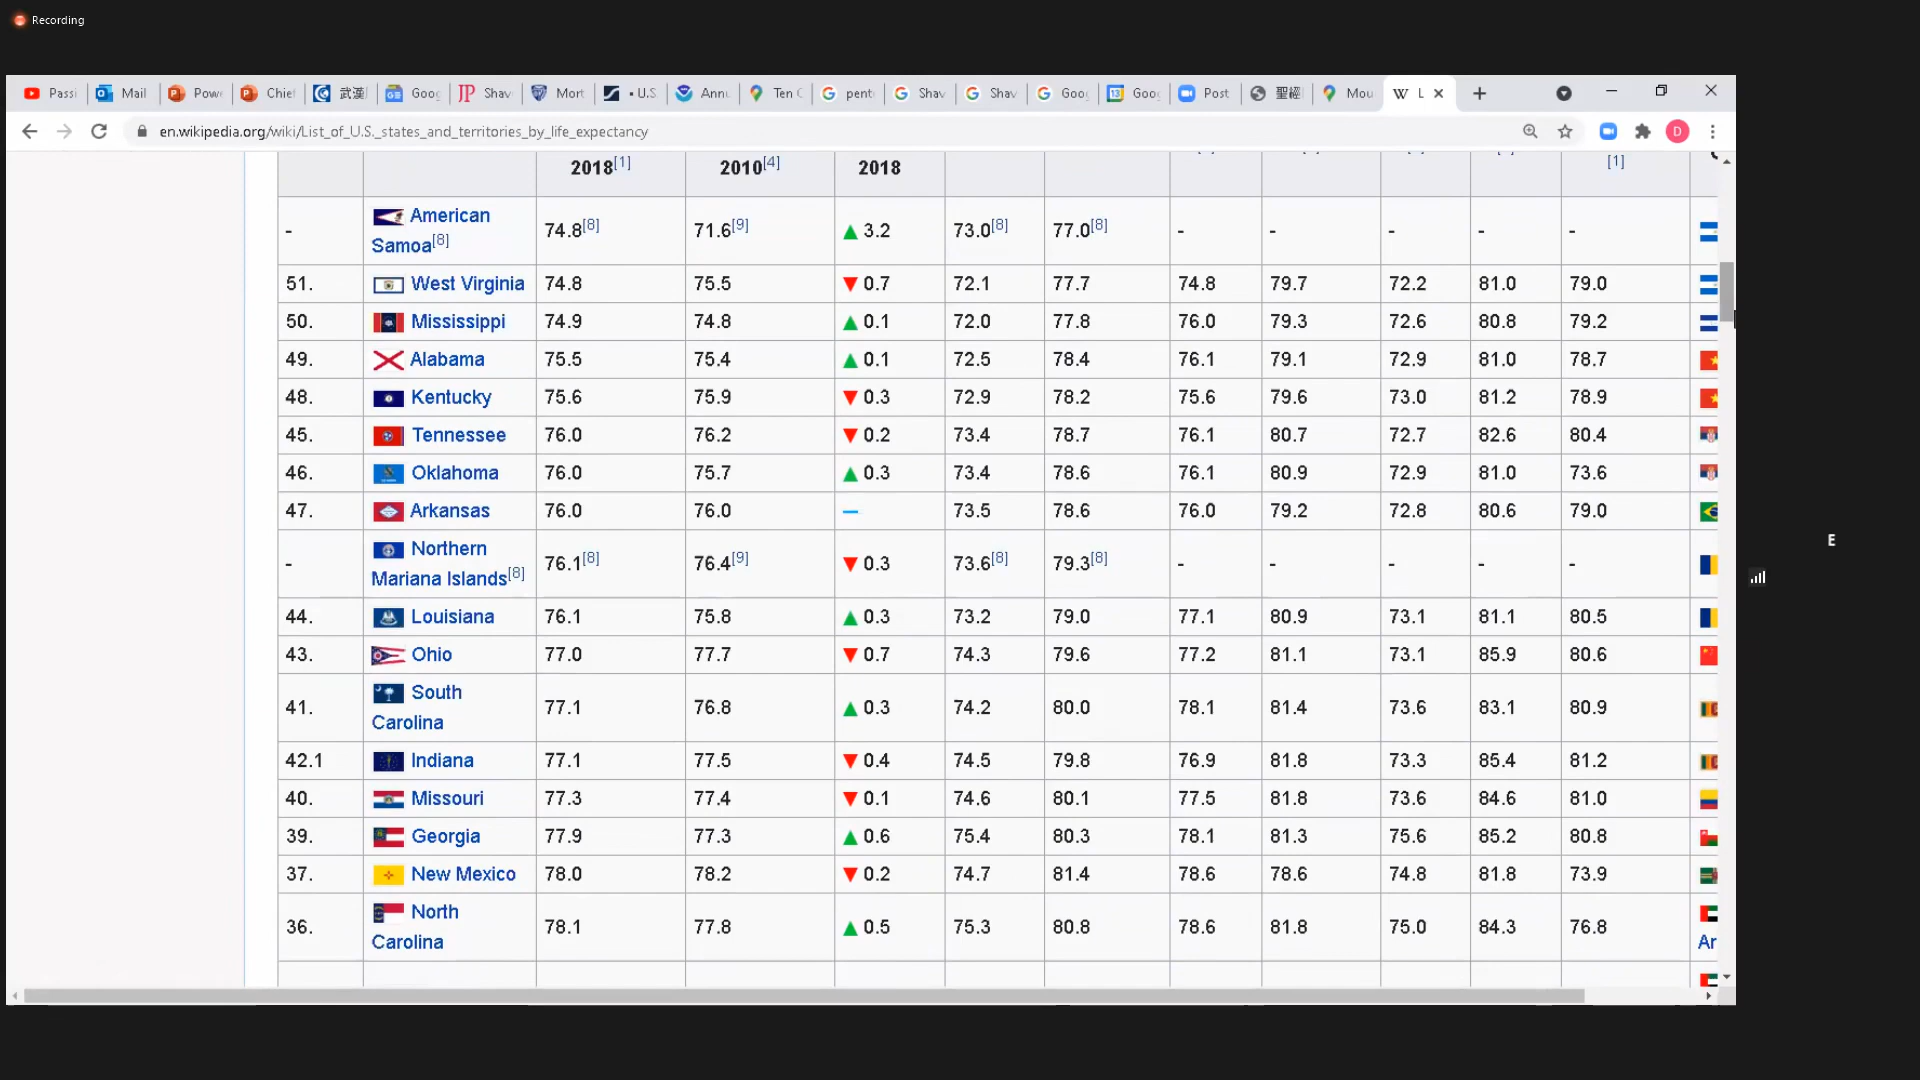 Recording
Passi Mail Powe Chief 武漢 Goog JP Shav Mort • U.S Annu Ten C pent Shav Shav Goog 13 Goog Post 聖經 Mou W L
en.wikipedia.org/wiki/List_of_U.S._states_and_territories_by_life_expectancy D
2018[1] 2010[4] 2018 [1]
- American Samoa[8] 74.8[8] 71.6[9] ▲ 3.2 73.0[8] 77.0[8] - - - - -
51. West Virginia 74.8 75.5 ▼ 0.7 72.1 77.7 74.8 79.7 72.2 81.0 79.0
50. Mississippi 74.9 74.8 ▲ 0.1 72.0 77.8 76.0 79.3 72.6 80.8 79.2
49. Alabama 75.5 75.4 ▲ 0.1 72.5 78.4 76.1 79.1 72.9 81.0 78.7
48. Kentucky 75.6 75.9 ▼ 0.3 72.9 78.2 75.6 79.6 73.0 81.2 78.9
45. Tennessee 76.0 76.2 ▼ 0.2 73.4 78.7 76.1 80.7 72.7 82.6 80.4
46. Oklahoma 76.0 75.7 ▲ 0.3 73.4 78.6 76.1 80.9 72.9 81.0 73.6
47. Arkansas 76.0 76.0 – 73.5 78.6 76.0 79.2 72.8 80.6 79.0
- Northern Mariana Islands[8] 76.1[8] 76.4[9] ▼ 0.3 73.6[8] 79.3[8] - - - - -
44. Louisiana 76.1 75.8 ▲ 0.3 73.2 79.0 77.1 80.9 73.1 81.1 80.5
43. Ohio 77.0 77.7 ▼ 0.7 74.3 79.6 77.2 81.1 73.1 85.9 80.6
41. South Carolina 77.1 76.8 ▲ 0.3 74.2 80.0 78.1 81.4 73.6 83.1 80.9
42.1 Indiana 77.1 77.5 ▼ 0.4 74.5 79.8 76.9 81.8 73.3 85.4 81.2
40. Missouri 77.3 77.4 ▼ 0.1 74.6 80.1 77.5 81.8 73.6 84.6 81.0
39. Georgia 77.9 77.3 ▲ 0.6 75.4 80.3 78.1 81.3 75.6 85.2 80.8
37. New Mexico 78.0 78.2 ▼ 0.2 74.7 81.4 78.6 78.6 74.8 81.8 73.9
36. North Carolina 78.1 77.8 ▲ 0.5 75.3 80.8 78.6 81.8 75.0 84.3 76.8 Ar
E